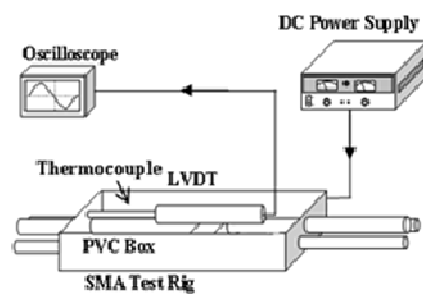 DC Power Supply
Oscilloscope
Thermocouple
LVDT
PVC Box
SMA Test Rig